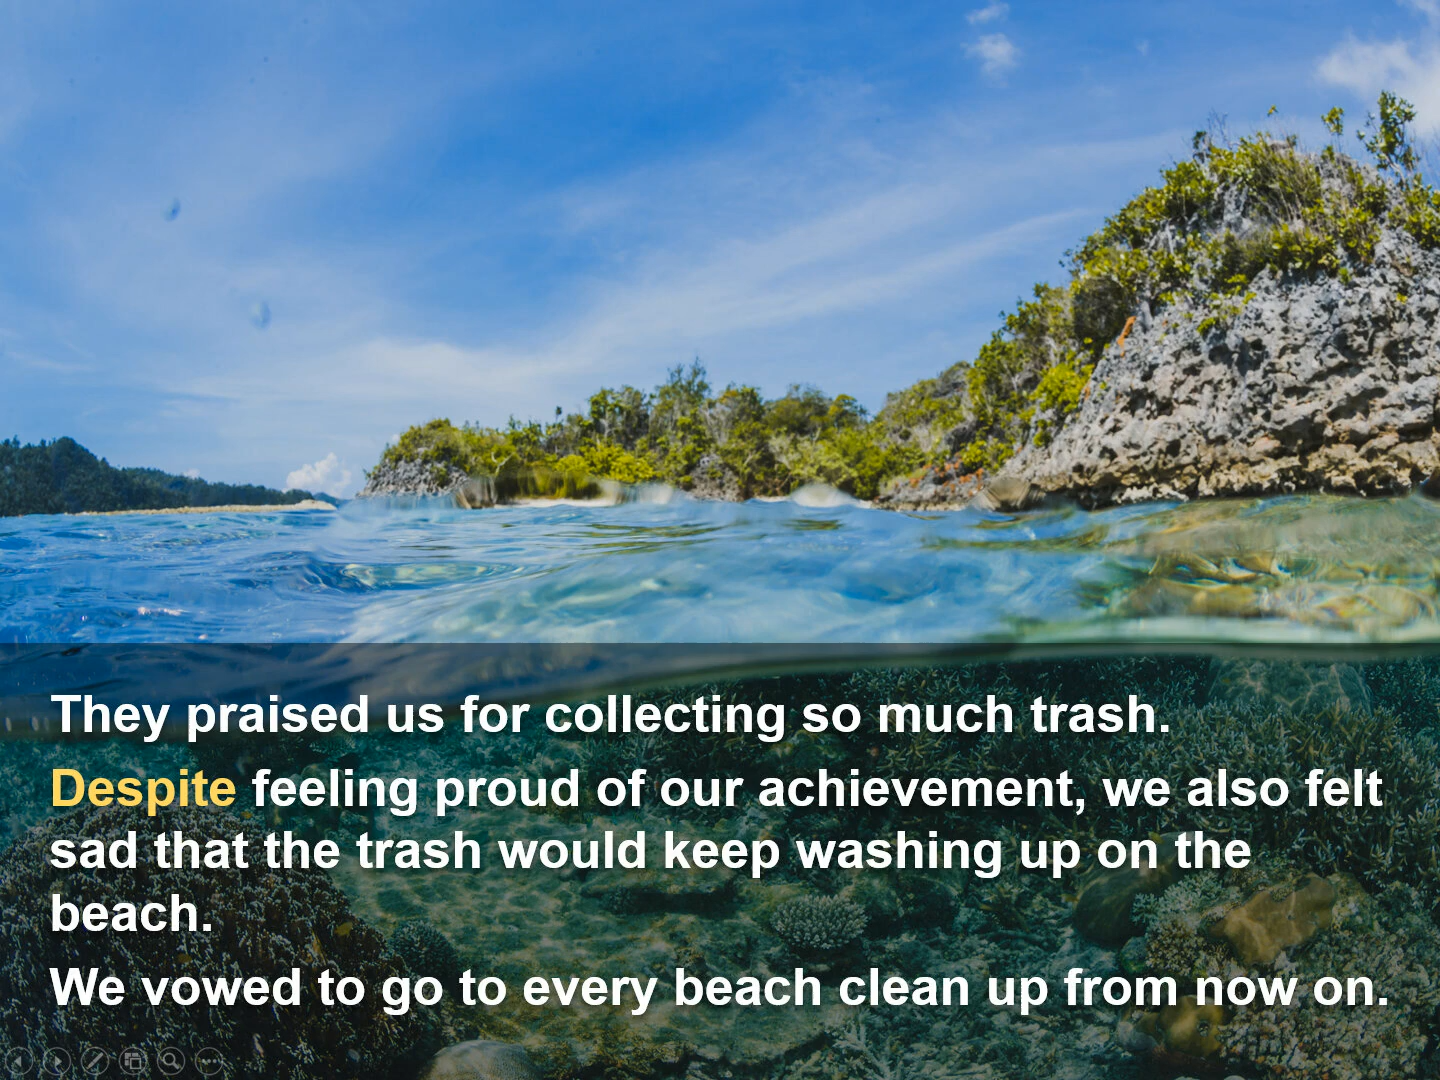 They praised us for collecting so much trash.
Despite feeling proud of our achievement, we also felt
sad that the trash would keep washing up on the
beach.
We vowed to go to every beach clean up from now on.